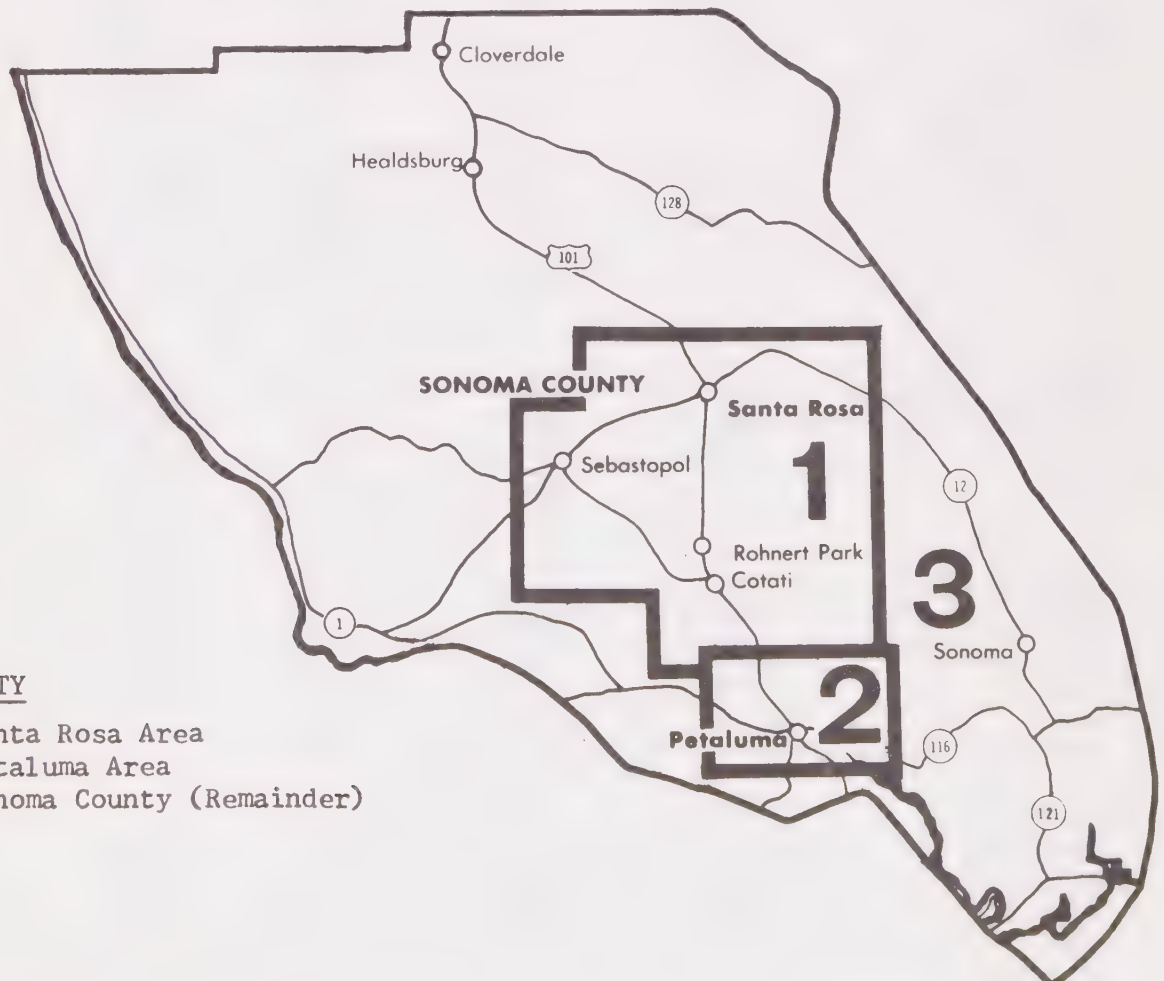 Cloverdale
Healdsburg
128
101
SONOMA COUNTY
Santa Rosa
1
Sebastopol
12
Rohnert Park
Cotati
3
1
Sonoma
2
Petaluma
116
121
TY
nta Rosa Area
taluma Area
noma County (Remainder)